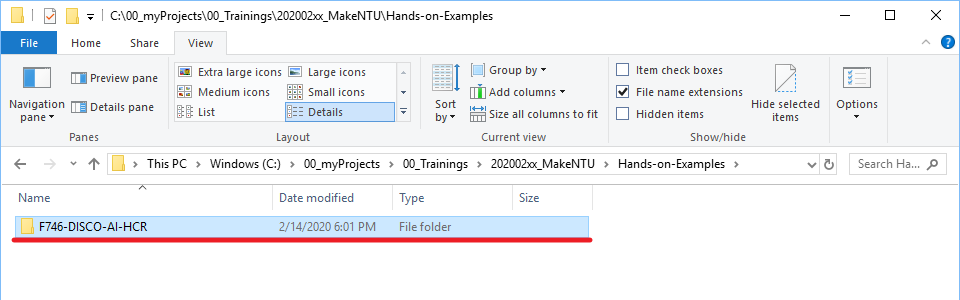 C:\00_myProjects\00_Trainings\202002xx_MakeNTU\Hands-on-Examples
File Home Share View
Navigation pane
Preview pane
Details pane
Panes
Extra large icons Large icons
Medium icons Small icons
List Details
Layout
Sort by
Group by
Add columns
Size all columns to fit
Current view
Item check boxes
File name extensions
Hidden items
Hide selected items
Show/hide
Options
This PC > Windows (C:) > 00_myProjects > 00_Trainings > 202002xx_MakeNTU > Hands-on-Examples >
Search Ha...
Name Date modified Type Size
F746-DISCO-AI-HCR 2/14/2020 6:01 PM File folder